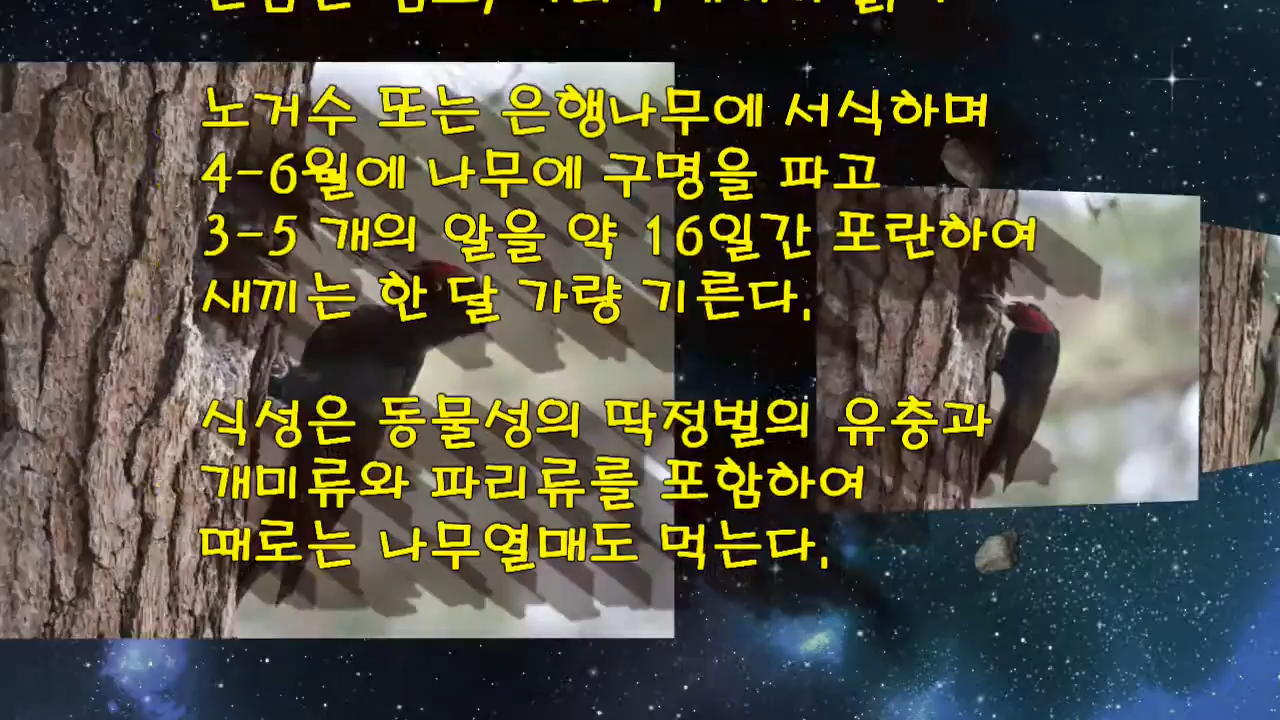 노거수 또는 은행나무에 서식하며
4-6월에 나무에 구명을 파고
3-5 개의 알을 약 16일간 포란하여
새끼는 한 달 가량 기른다.
식성은 동물성의 딱정벌의 유충과
개미류와 파리류를 포함하여
때로는 나무열매도 먹는다.